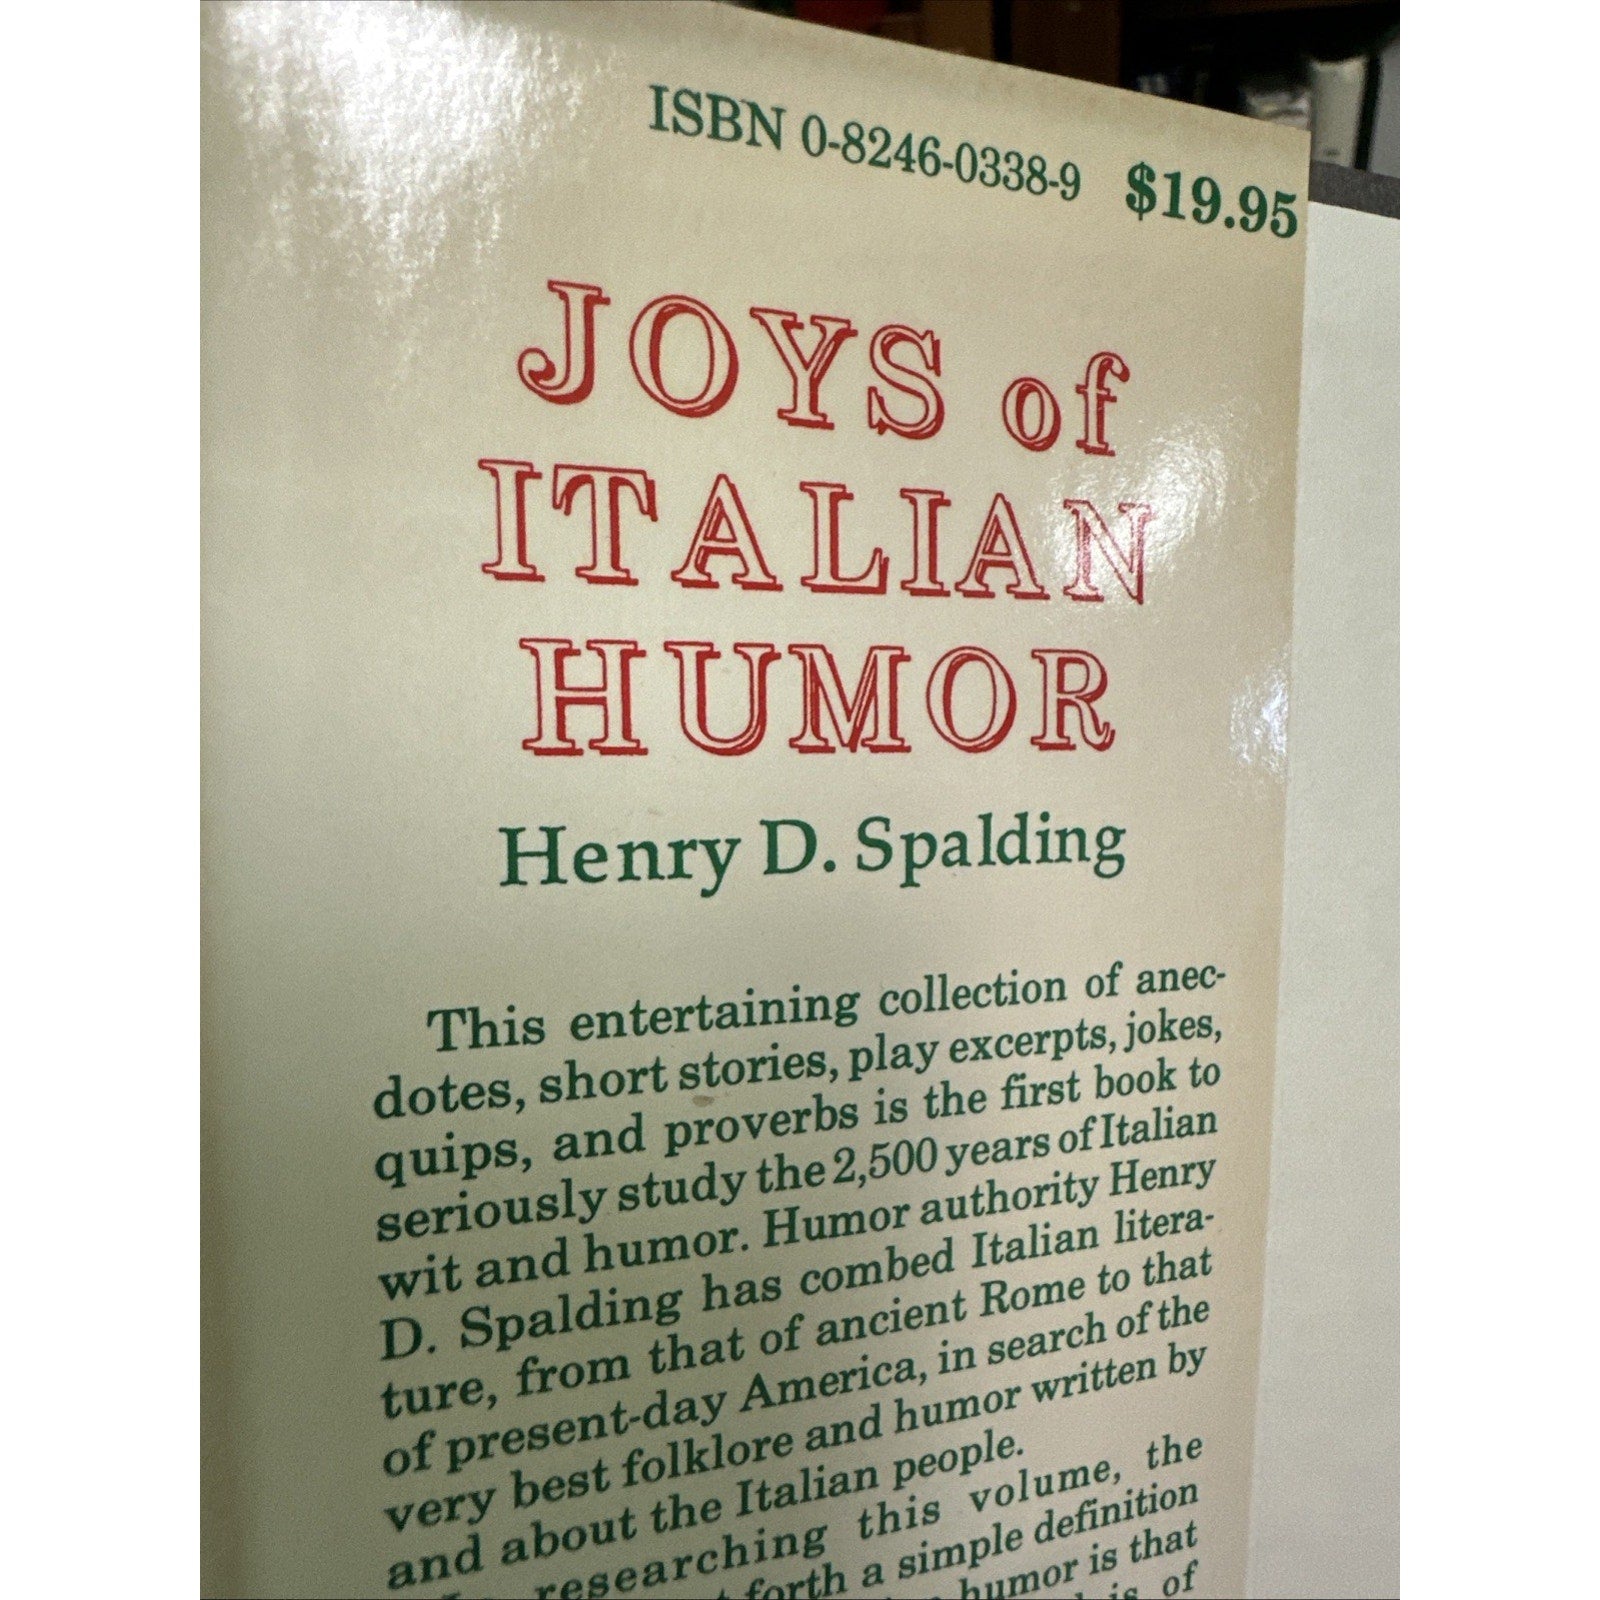 ISBN 0-8246-0338-9 $19.95
JOYS of
ITALIAN
HUMOR
Henry D. Spalding
This entertaining collection of anec-
dotes, short stories, play excerpts, jokes,
quips, and proverbs is the first book to
seriously study the 2,500 years of Italian
wit and humor. Humor authority Henry
D. Spalding has combed Italian litera-
ture, from that of ancient Rome to that
of present-day America, in search of the
very best folklore and humor written by
and about the Italian people.
researching this volume, the
forth a simple definition
humor is that
is of